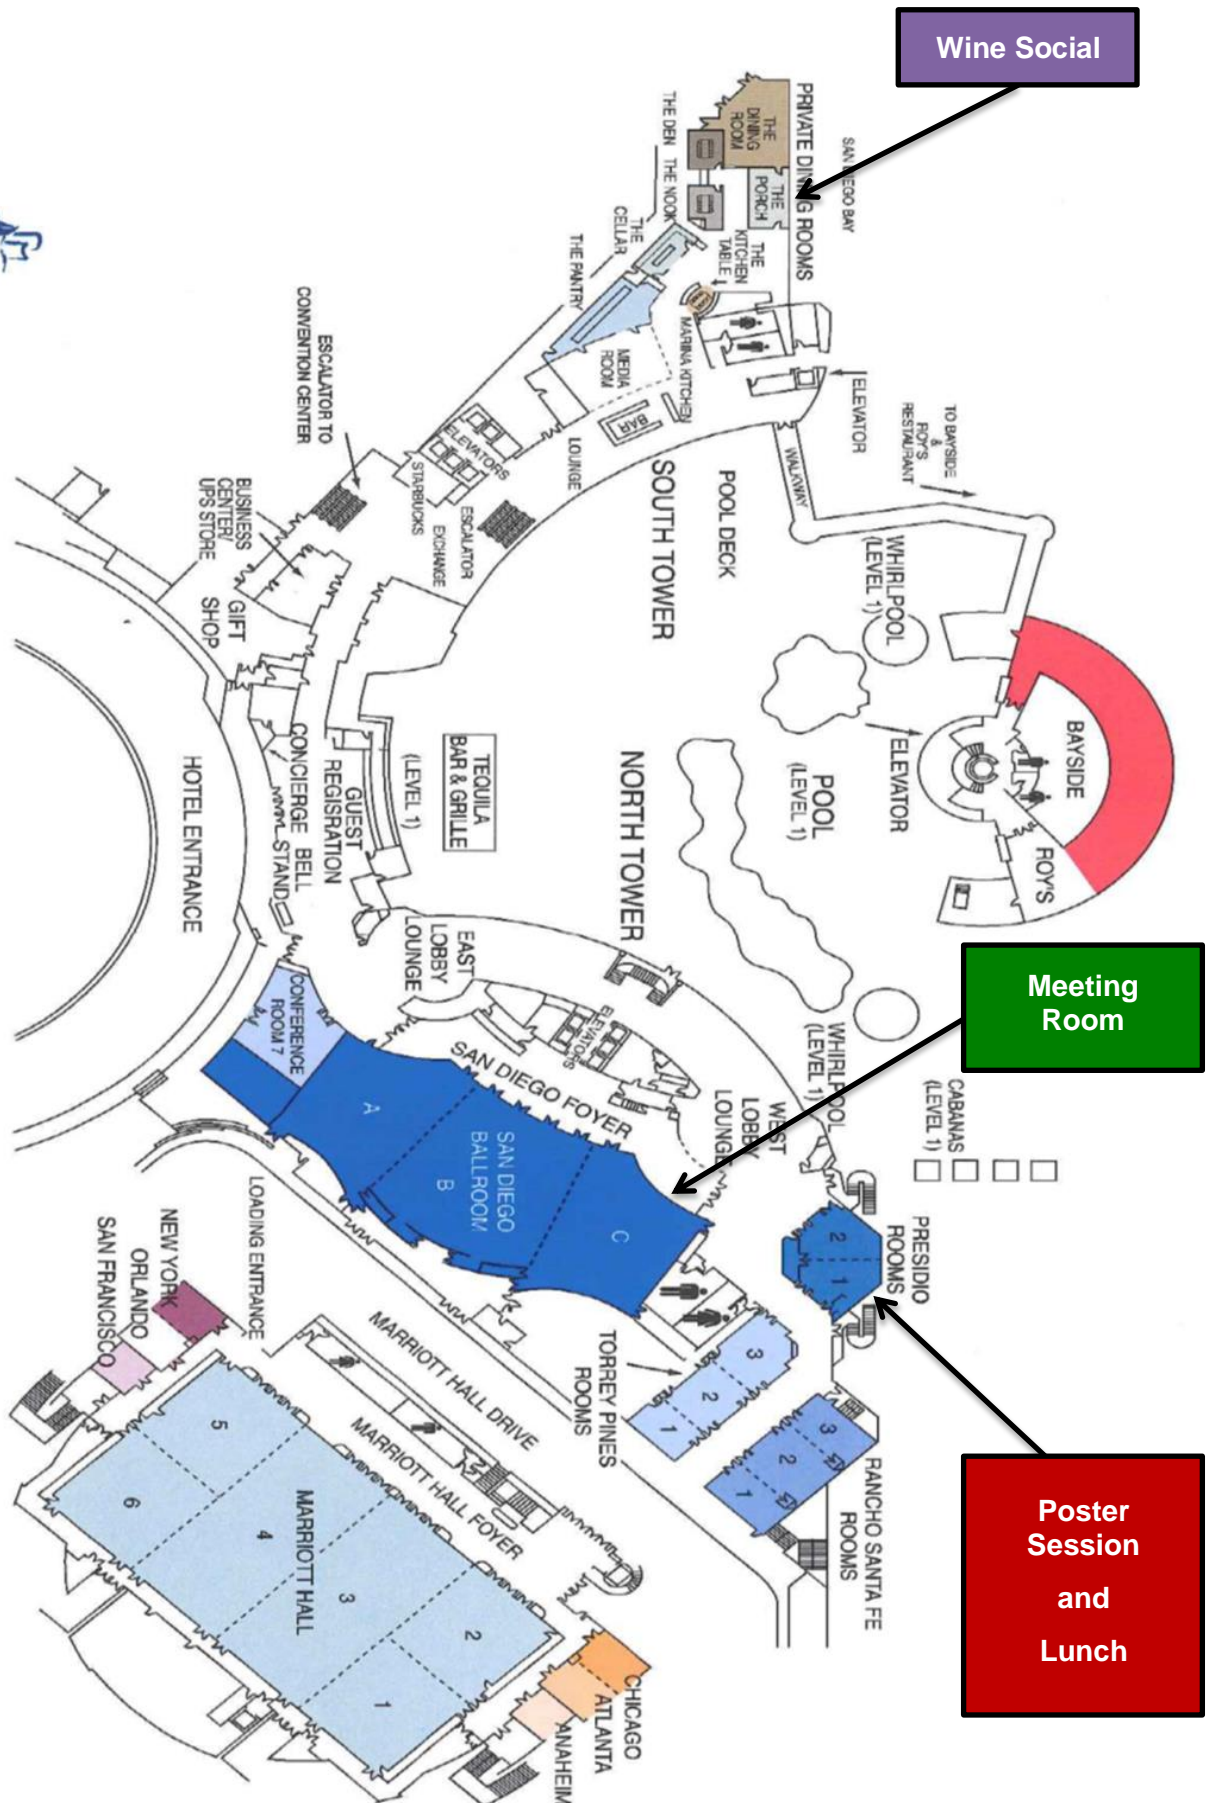 Wine Social
SAN DIEGO BAY
PRIVATE DINING ROOMS
THE
DINING
ROOM
THE
PORCH
THE DEN
THE NOOK
THE
KITCHEN
TABLE
THE
CELLAR
THE PANTRY
MARINA KITCHEN
MEDIA
ROOM
BAR
ELEVATOR
TO BAYSIDE
&
ROY'S
RESTAURANT
WALKWAY
ESCALATOR TO
CONVENTION CENTER
ELEVATORS
LOUNGE
STARBUCKS
ESCALATOR
EXCHANGE
SOUTH TOWER
POOL DECK
WHIRLPOOL
(LEVEL 1)
BUSINESS
CENTER/
UPS STORE
GIFT
SHOP
BAYSIDE
ROY'S
ELEVATOR
POOL
(LEVEL 1)
NORTH TOWER
TEQUILA
BAR & GRILLE
(LEVEL 1)
GUEST
REGISRATION
CONCIERGE
BELL
STAND
HOTEL ENTRANCE
EAST
LOBBY
LOUNGE
ELEVATORS
SAN DIEGO FOYER
Meeting
Room
WHIRLPOOL
(LEVEL 1)
CABANAS
(LEVEL 1)
WEST
LOBBY
LOUNGE
CONFERENCE
ROOM 7
A
SAN DIEGO
BALLROOM
B
C
PRESIDIO
ROOMS
2
1
TORREY PINES
ROOMS
3
2
1
RANCHO SANTA FE
ROOMS
3
2
1
LOADING ENTRANCE
NEW YORK
ORLANDO
SAN FRANCISCO
MARRIOTT HALL DRIVE
MARRIOTT HALL FOYER
MARRIOTT HALL
5
6
4
3
2
1
CHICAGO
ATLANTA
ANAHEIM
Poster
Session
and
Lunch